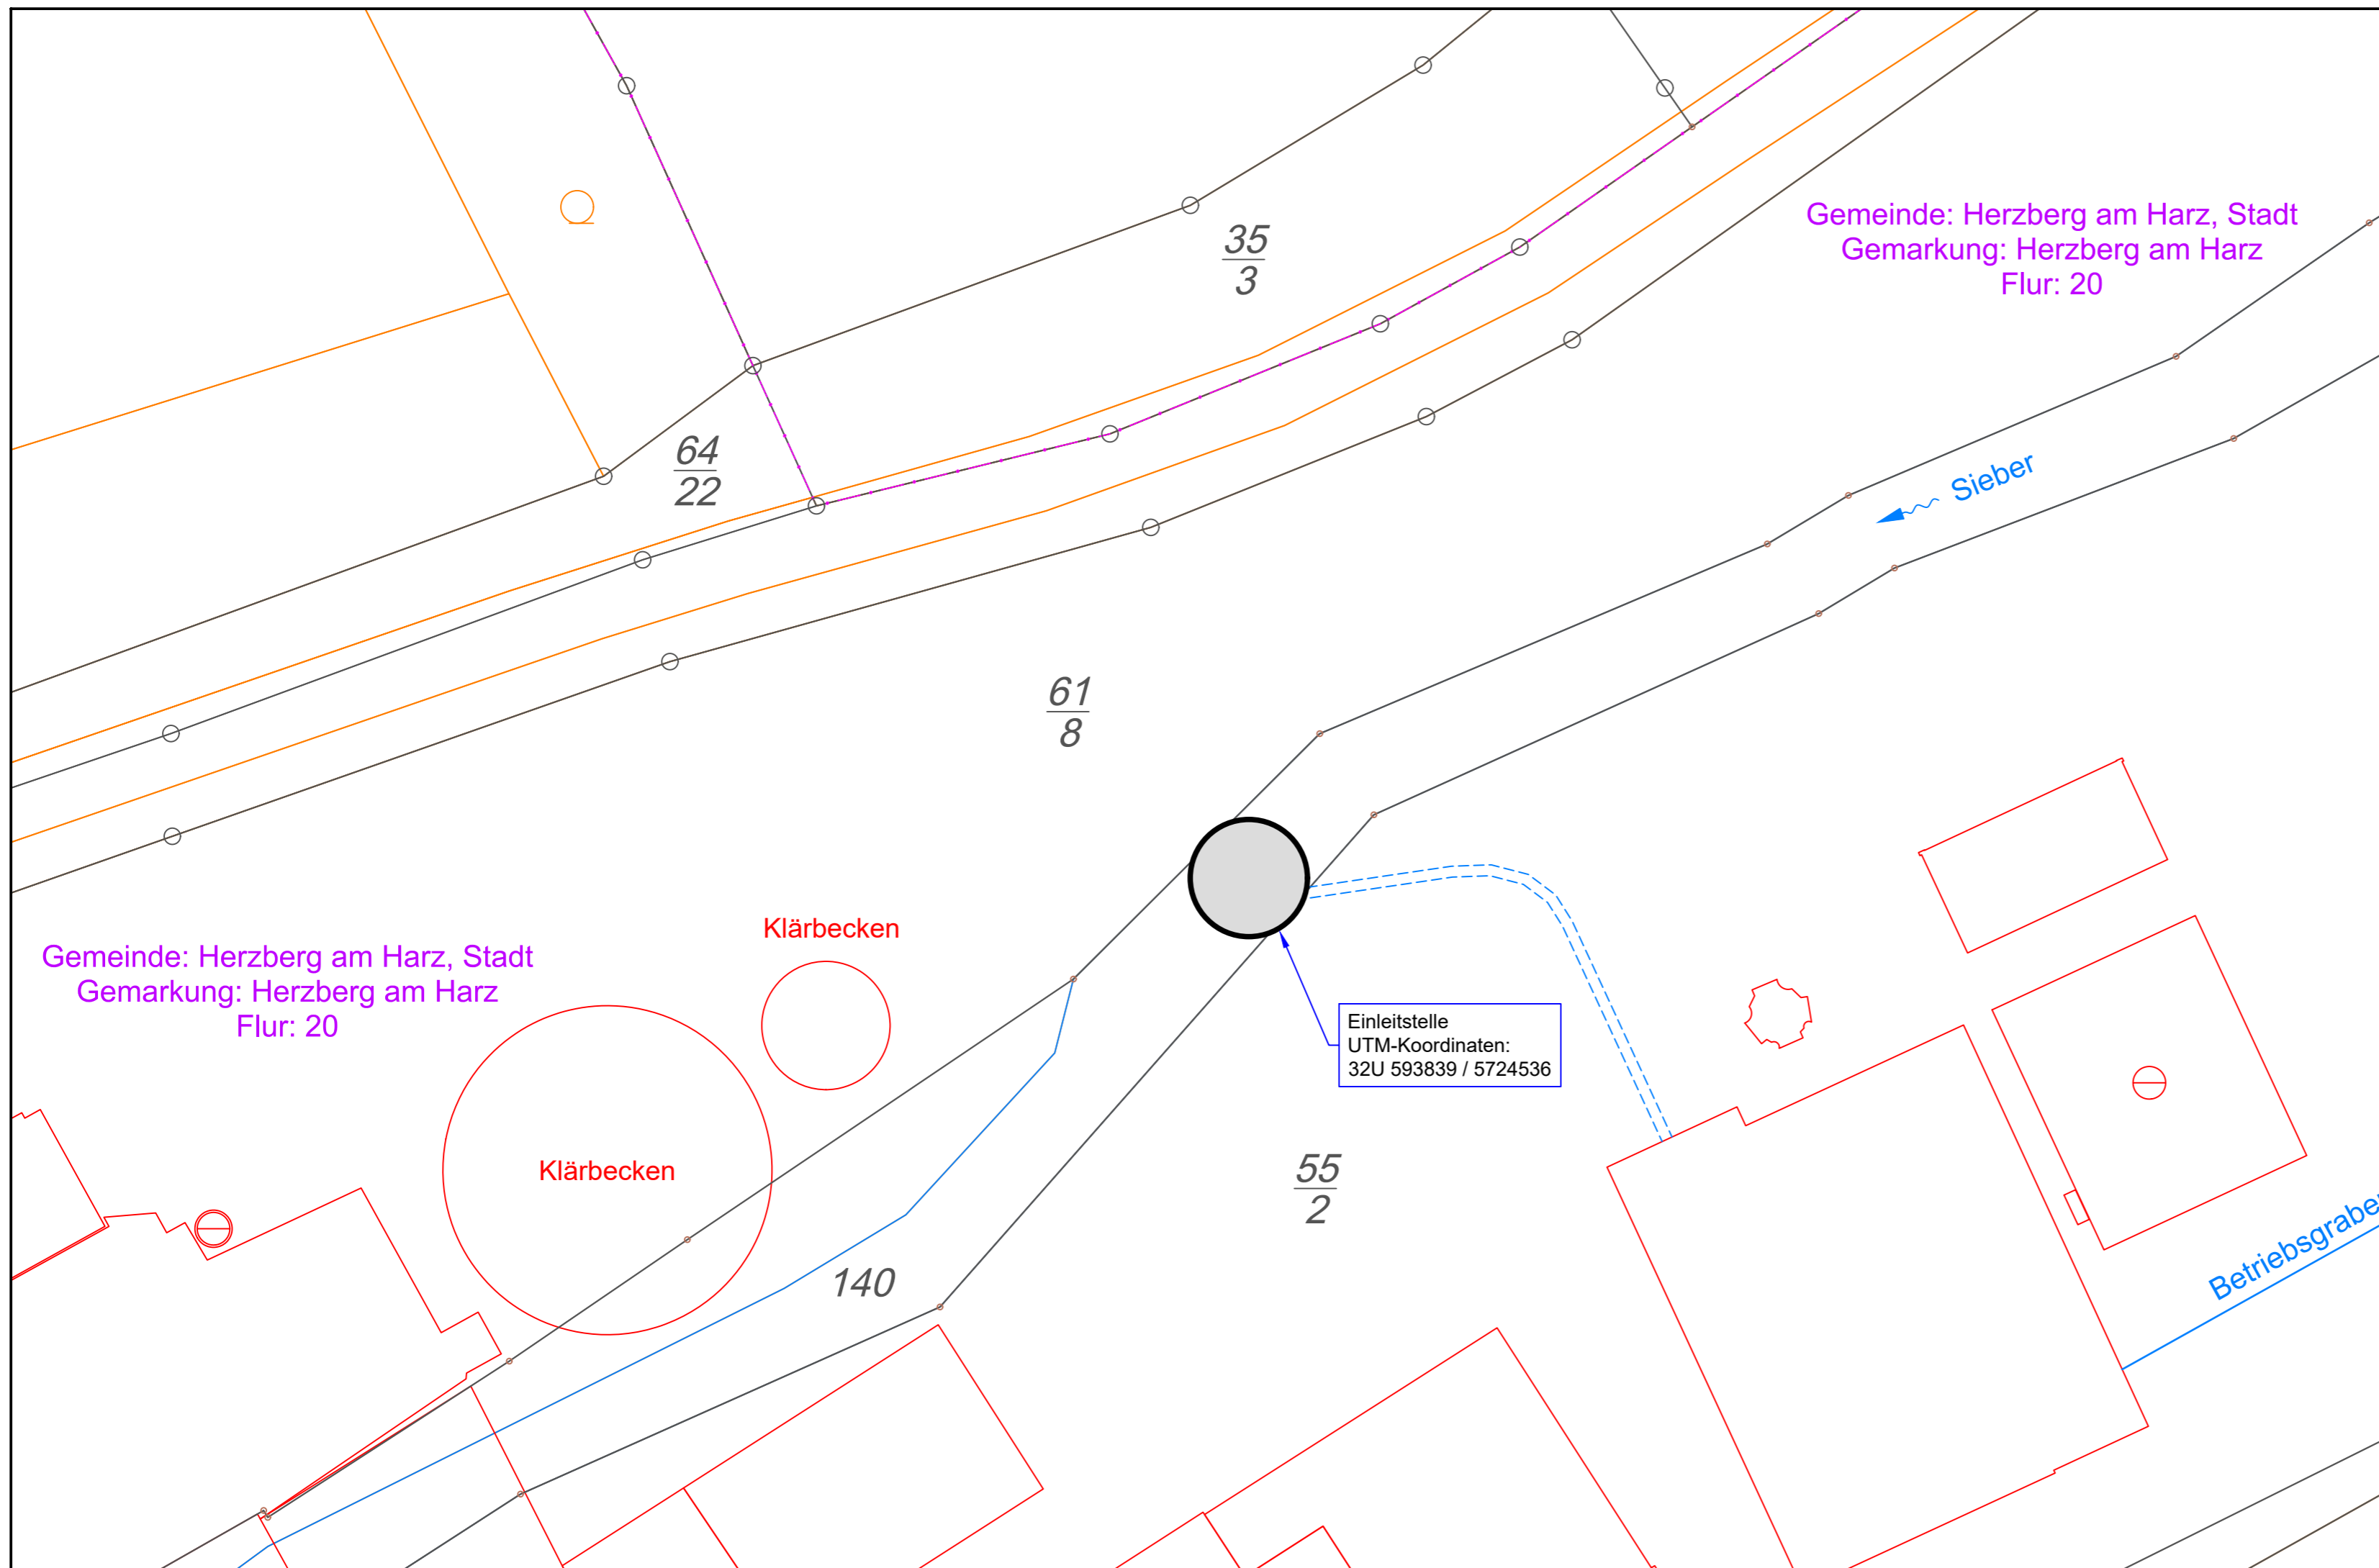 Gemeinde: Herzberg am Harz, Stadt
Gemarkung: Herzberg am Harz
Flur: 20
35
3
64
22
Sieber
61
8
Klärbecken
Gemeinde: Herzberg am Harz, Stadt
Gemarkung: Herzberg am Harz
Flur: 20
Einleitstelle
UTM-Koordinaten:
32U 593839 / 5724536
Klärbecken
55
2
140
Betriebsgrabe